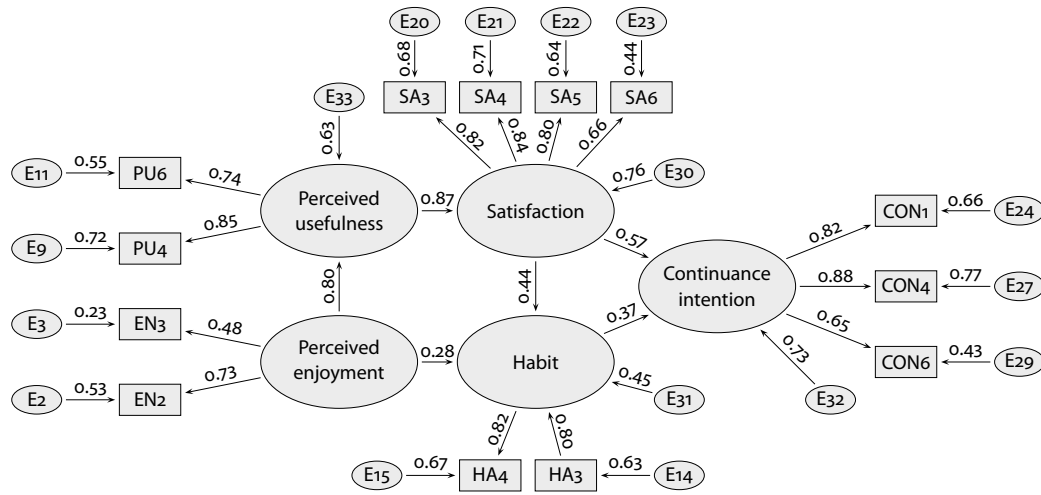 E20
E21
E22
E23
0.68
0.71
0.64
0.44
SA3
SA4
SA5
SA6
E33
0.63
0.82
0.84
0.80
0.66
E11
0.55
PU6
0.74
Perceived
usefulness
0.87
Satisfaction
0.76
E30
E9
0.72
PU4
0.85
0.57
CON1
0.66
E24
0.82
0.80
0.44
Continuance
intention
0.88
CON4
0.77
E27
E3
0.23
EN3
0.48
0.37
0.65
Perceived
enjoyment
0.28
Habit
0.73
CON6
0.43
E29
E2
0.53
EN2
0.73
0.45
E31
E32
0.82
0.80
E15
0.67
HA4
HA3
0.63
E14